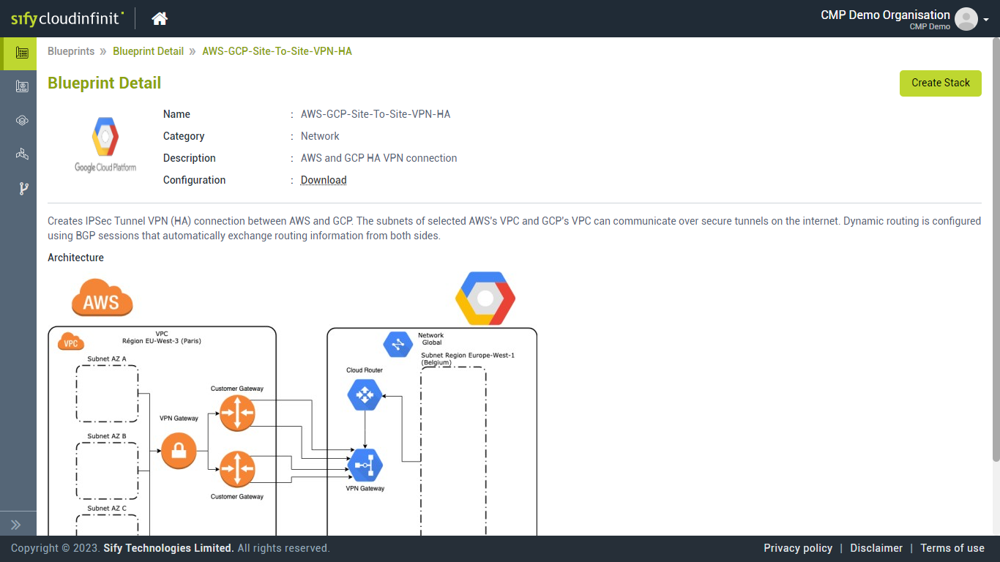 sify cloudinfinit
CMP Demo Organisation
CMP Demo
Blueprints » Blueprint Detail » AWS-GCP-Site-To-Site-VPN-HA
Blueprint Detail
Create Stack
Google Cloud Platform
Name : AWS-GCP-Site-To-Site-VPN-HA
Category : Network
Description : AWS and GCP HA VPN connection
Configuration : Download
Creates IPSec Tunnel VPN (HA) connection between AWS and GCP. The subnets of selected AWS's VPC and GCP's VPC can communicate over secure tunnels on the internet. Dynamic routing is configured
using BGP sessions that automatically exchange routing information from both sides.
Architecture
AWS
VPC
VPC
Région EU-West-3 (Paris)
Subnet AZ A
Customer Gateway
VPN Gateway
Subnet AZ B
Customer Gateway
Subnet AZ C
Network
Global
Subnet Region Europe-West-1
(Belgium)
Cloud Router
VPN Gateway
Copyright © 2023. Sify Technologies Limited. All rights reserved.
Privacy policy | Disclaimer | Terms of use